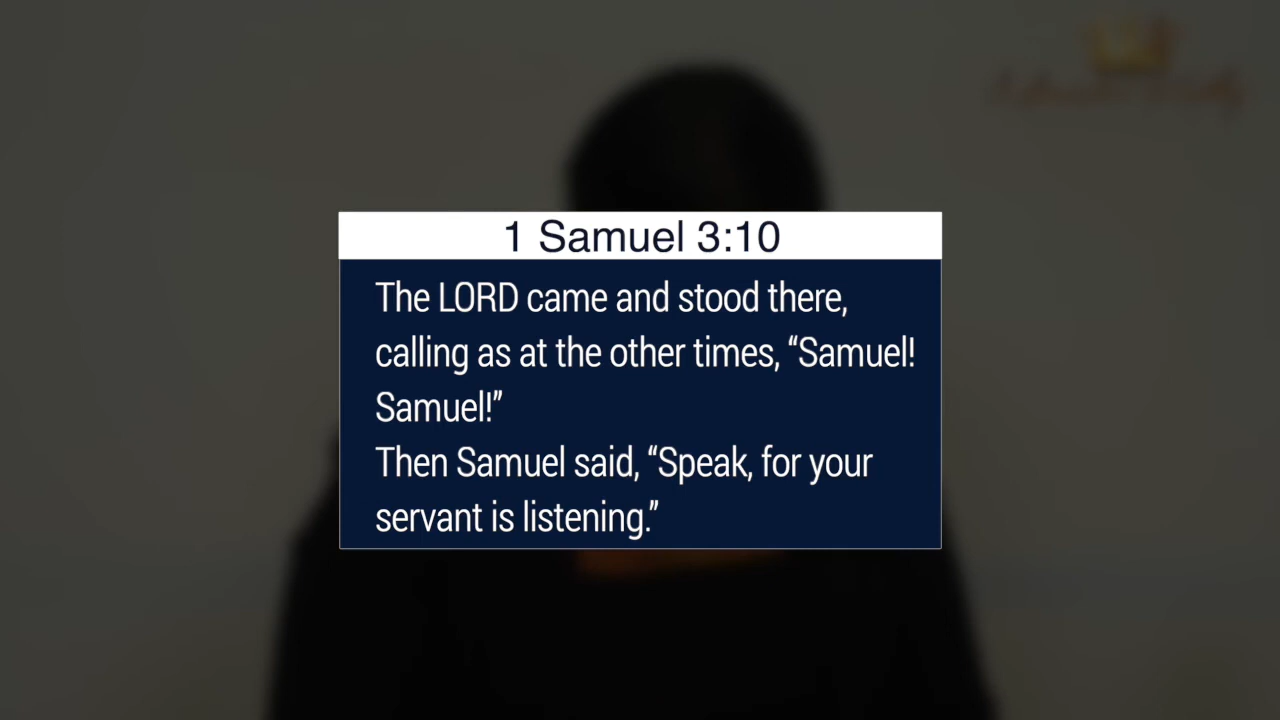 1 Samuel 3:10
The LORD came and stood there,
calling as at the other times, “Samuel!
Samuel!”
Then Samuel said, “Speak, for your
servant is listening.”